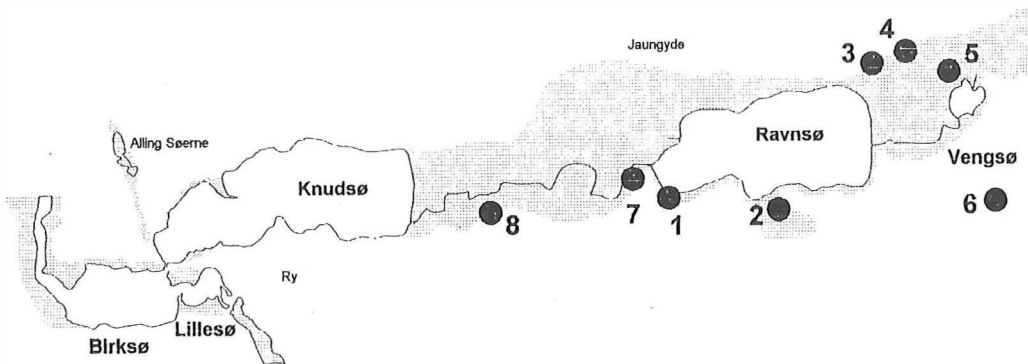 Jaungyde
3
4
5
Alling Søerne
Ravnsø
Vengsø
Knudsø
7
1
2
6
8
Ry
Birksø
Lillesø